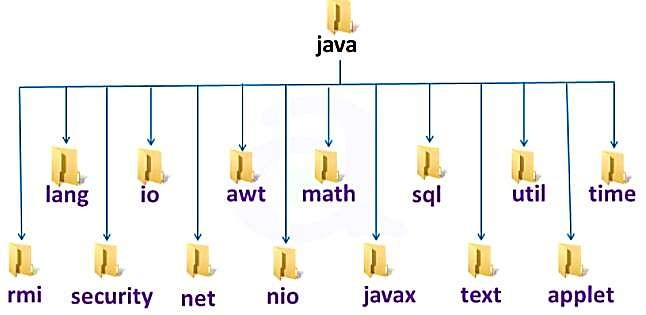 java
lang io awt math sql util time
rmi security net nio javax text applet